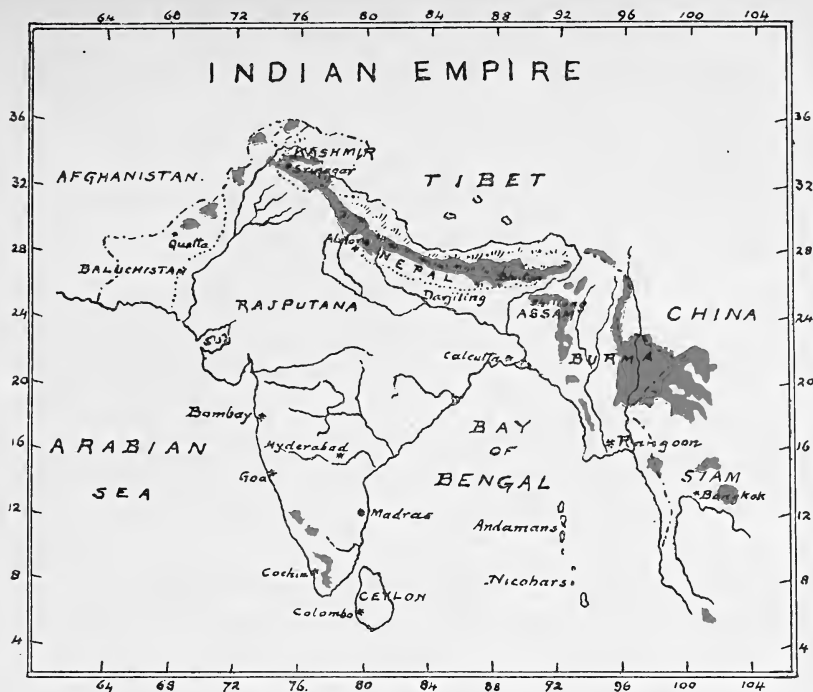 64 68 72 76 80 84 88 92 96 100 104
INDIAN EMPIRE
36 36
KASHMIR
Srinagar
AFGHANISTAN.
TIBET
32 32
Quetta
28 NEPAL 28
BALUCHISTAN
Darjiling
RAJPUTANA
ASSAM
CHINA
24 24
Calcutta
BURMA
20 20
Bombay
BAY
OF
BENGAL
ARABIAN
SEA
Hyderabad
Rangoon
16 16
Goa
SIAM
Bangkok
12 Madras 12
Andamans
Cochin
8 Nicobars 8
CEYLON
Colombo
4 4
64 68 72 76. 80 84 88 92 96 100 104